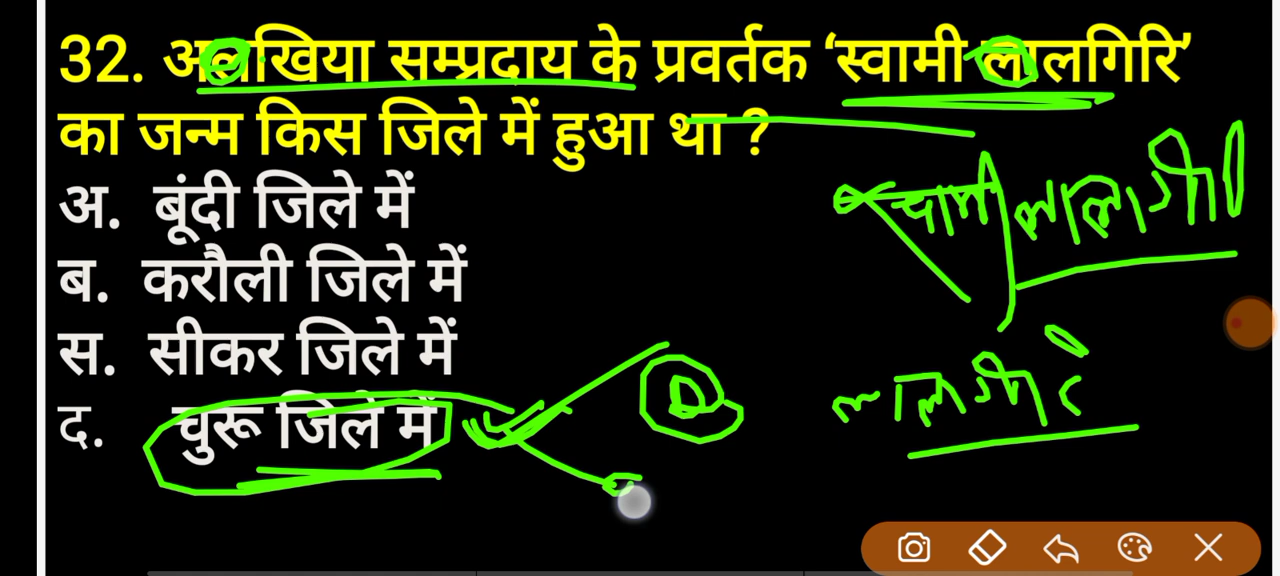 32. अलखिया सम्प्रदाय के प्रवर्तक ‘स्वामी लालगिरि’
का जन्म किस जिले में हुआ था ?
अ. बूंदी जिले में
ब. करौली जिले में
स. सीकर जिले में
द. चुरू जिले में
D